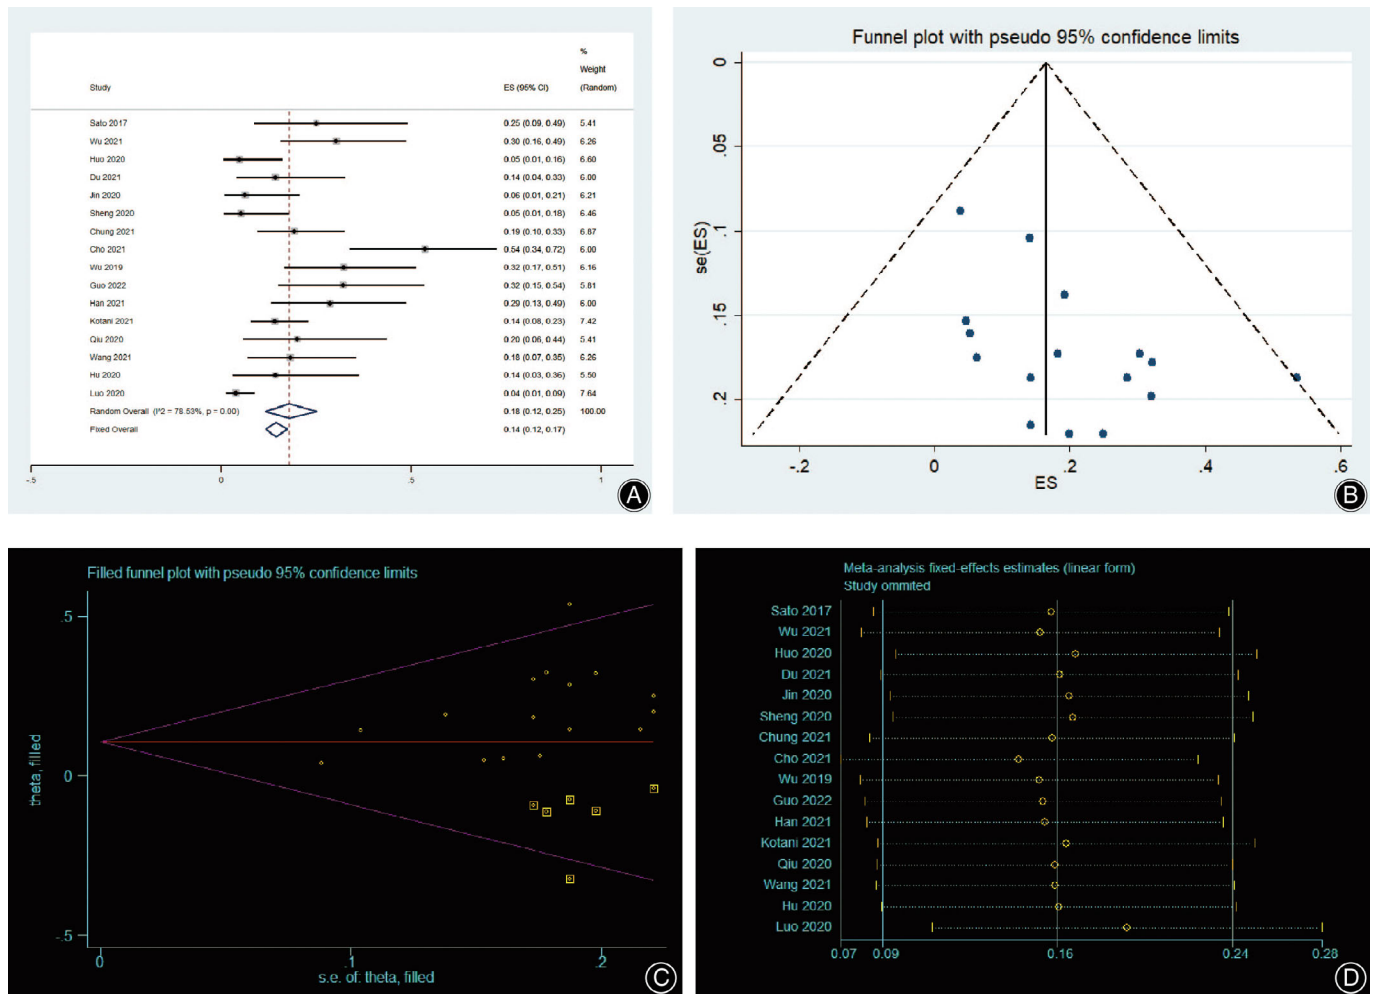 %
Weight
Study ES (95% CI) (Random)
Sato 2017 0.25 (0.09, 0.49) 5.41
Wu 2021 0.30 (0.16, 0.49) 6.26
Huo 2020 0.05 (0.01, 0.16) 6.60
Du 2021 0.14 (0.04, 0.33) 6.00
Jin 2020 0.06 (0.01, 0.21) 6.21
Sheng 2020 0.05 (0.01, 0.18) 6.46
Chung 2021 0.19 (0.10, 0.33) 6.87
Cho 2021 0.54 (0.34, 0.72) 6.00
Wu 2019 0.32 (0.17, 0.51) 6.16
Guo 2022 0.32 (0.15, 0.54) 5.81
Han 2021 0.29 (0.13, 0.49) 6.00
Kotani 2021 0.14 (0.08, 0.23) 7.42
Qiu 2020 0.20 (0.06, 0.44) 5.41
Wang 2021 0.18 (0.07, 0.35) 6.26
Hu 2020 0.14 (0.03, 0.36) 5.50
Luo 2020 0.04 (0.01, 0.09) 7.64
Random Overall (I^2 = 78.53%, p = 0.00) 0.18 (0.12, 0.25) 100.00
Fixed Overall 0.14 (0.12, 0.17)
-.5 0 .5 1
A
Funnel plot with pseudo 95% confidence limits
0
.05
.1
.15
.2
se(ES)
-.2 0 .2 .4 .6
ES
B
Filled funnel plot with pseudo 95% confidence limits
.5
0
-.5
theta, filled
0 .1 .2
s.e. of: theta, filled
C
Meta-analysis fixed-effects estimates (linear form)
Study ommited
Sato 2017
Wu 2021
Huo 2020
Du 2021
Jin 2020
Sheng 2020
Chung 2021
Cho 2021
Wu 2019
Guo 2022
Han 2021
Kotani 2021
Qiu 2020
Wang 2021
Hu 2020
Luo 2020
0.07 0.09 0.16 0.24 0.28
D